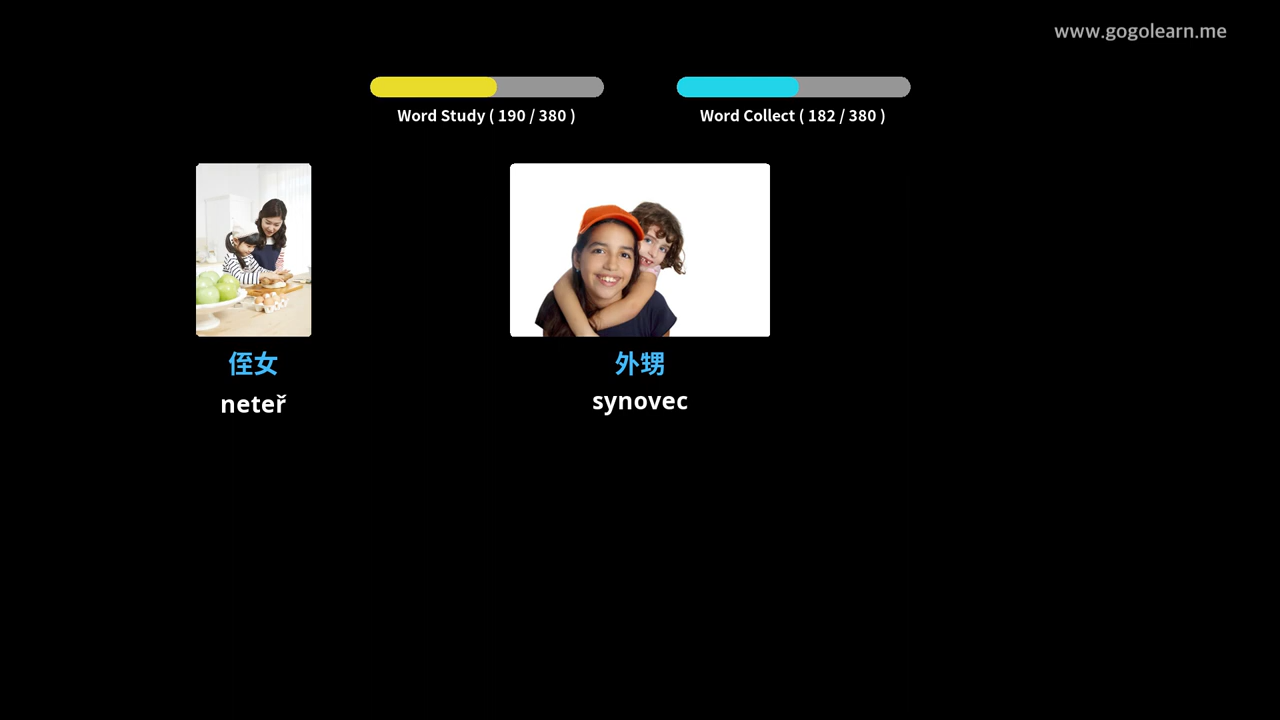 www.gogolearn.me
Word Study ( 190 / 380 )
Word Collect ( 182 / 380 )
侄女
外甥
neteř
synovec